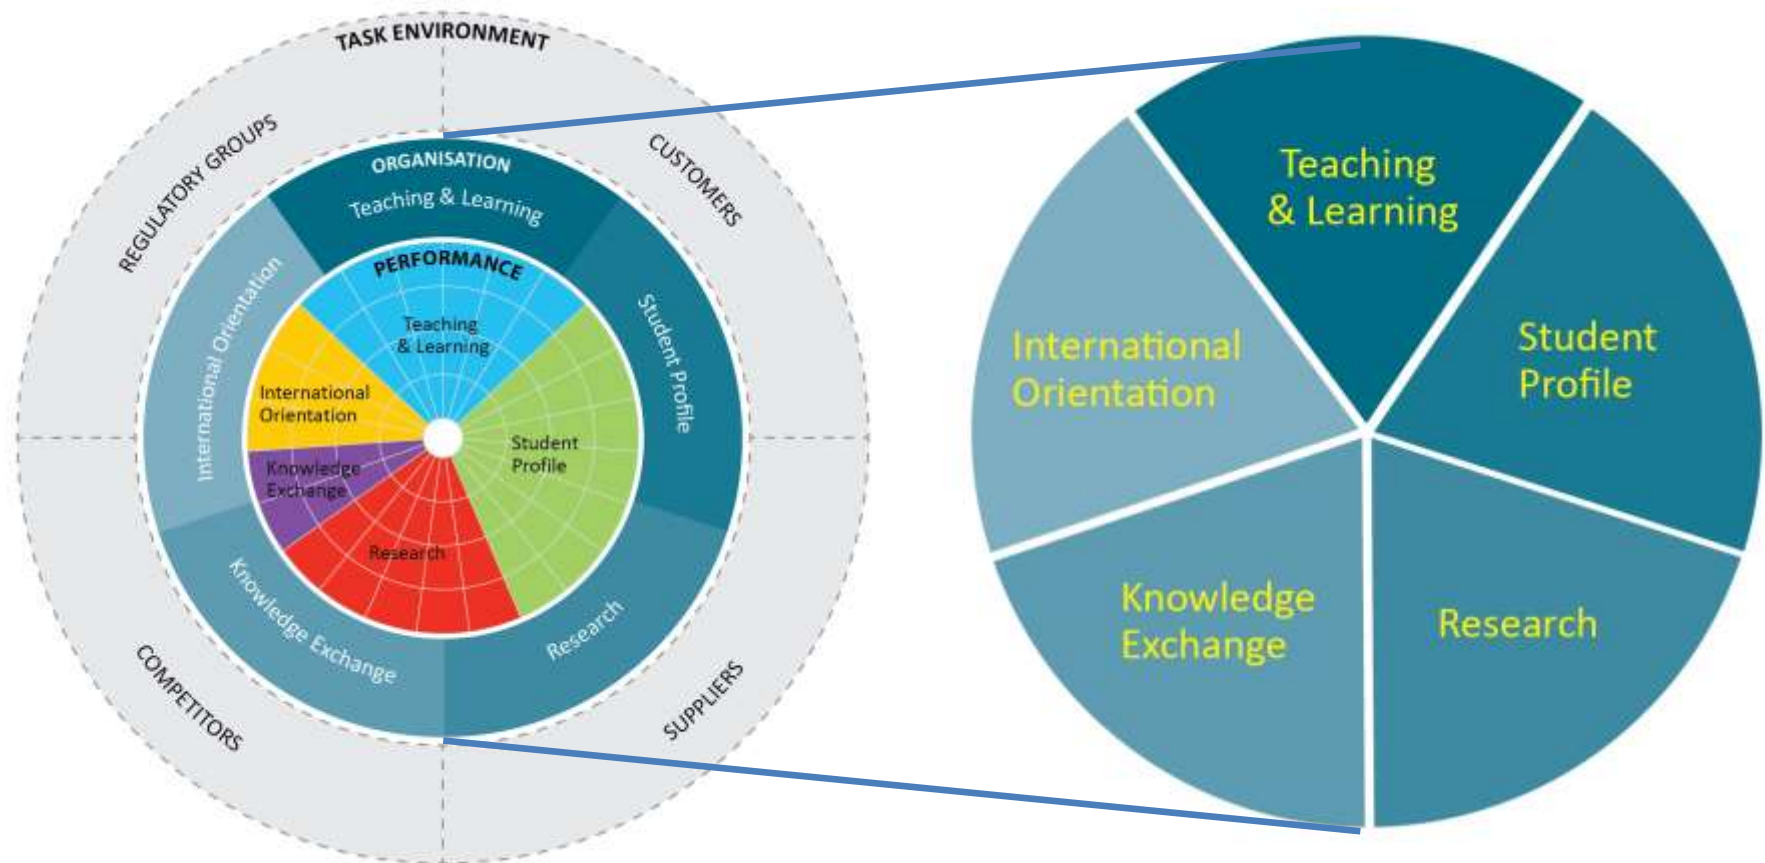 TASK ENVIRONMENT
REGULATORY GROUPS
CUSTOMERS
COMPETITORS
SUPPLIERS
ORGANISATION
Teaching & Learning
Student Profile
Research
Knowledge Exchange
International Orientation
PERFORMANCE
Teaching
& Learning
Student
Profile
Research
Knowledge
Exchange
International
Orientation
Teaching
& Learning
Student
Profile
Research
Knowledge
Exchange
International
Orientation